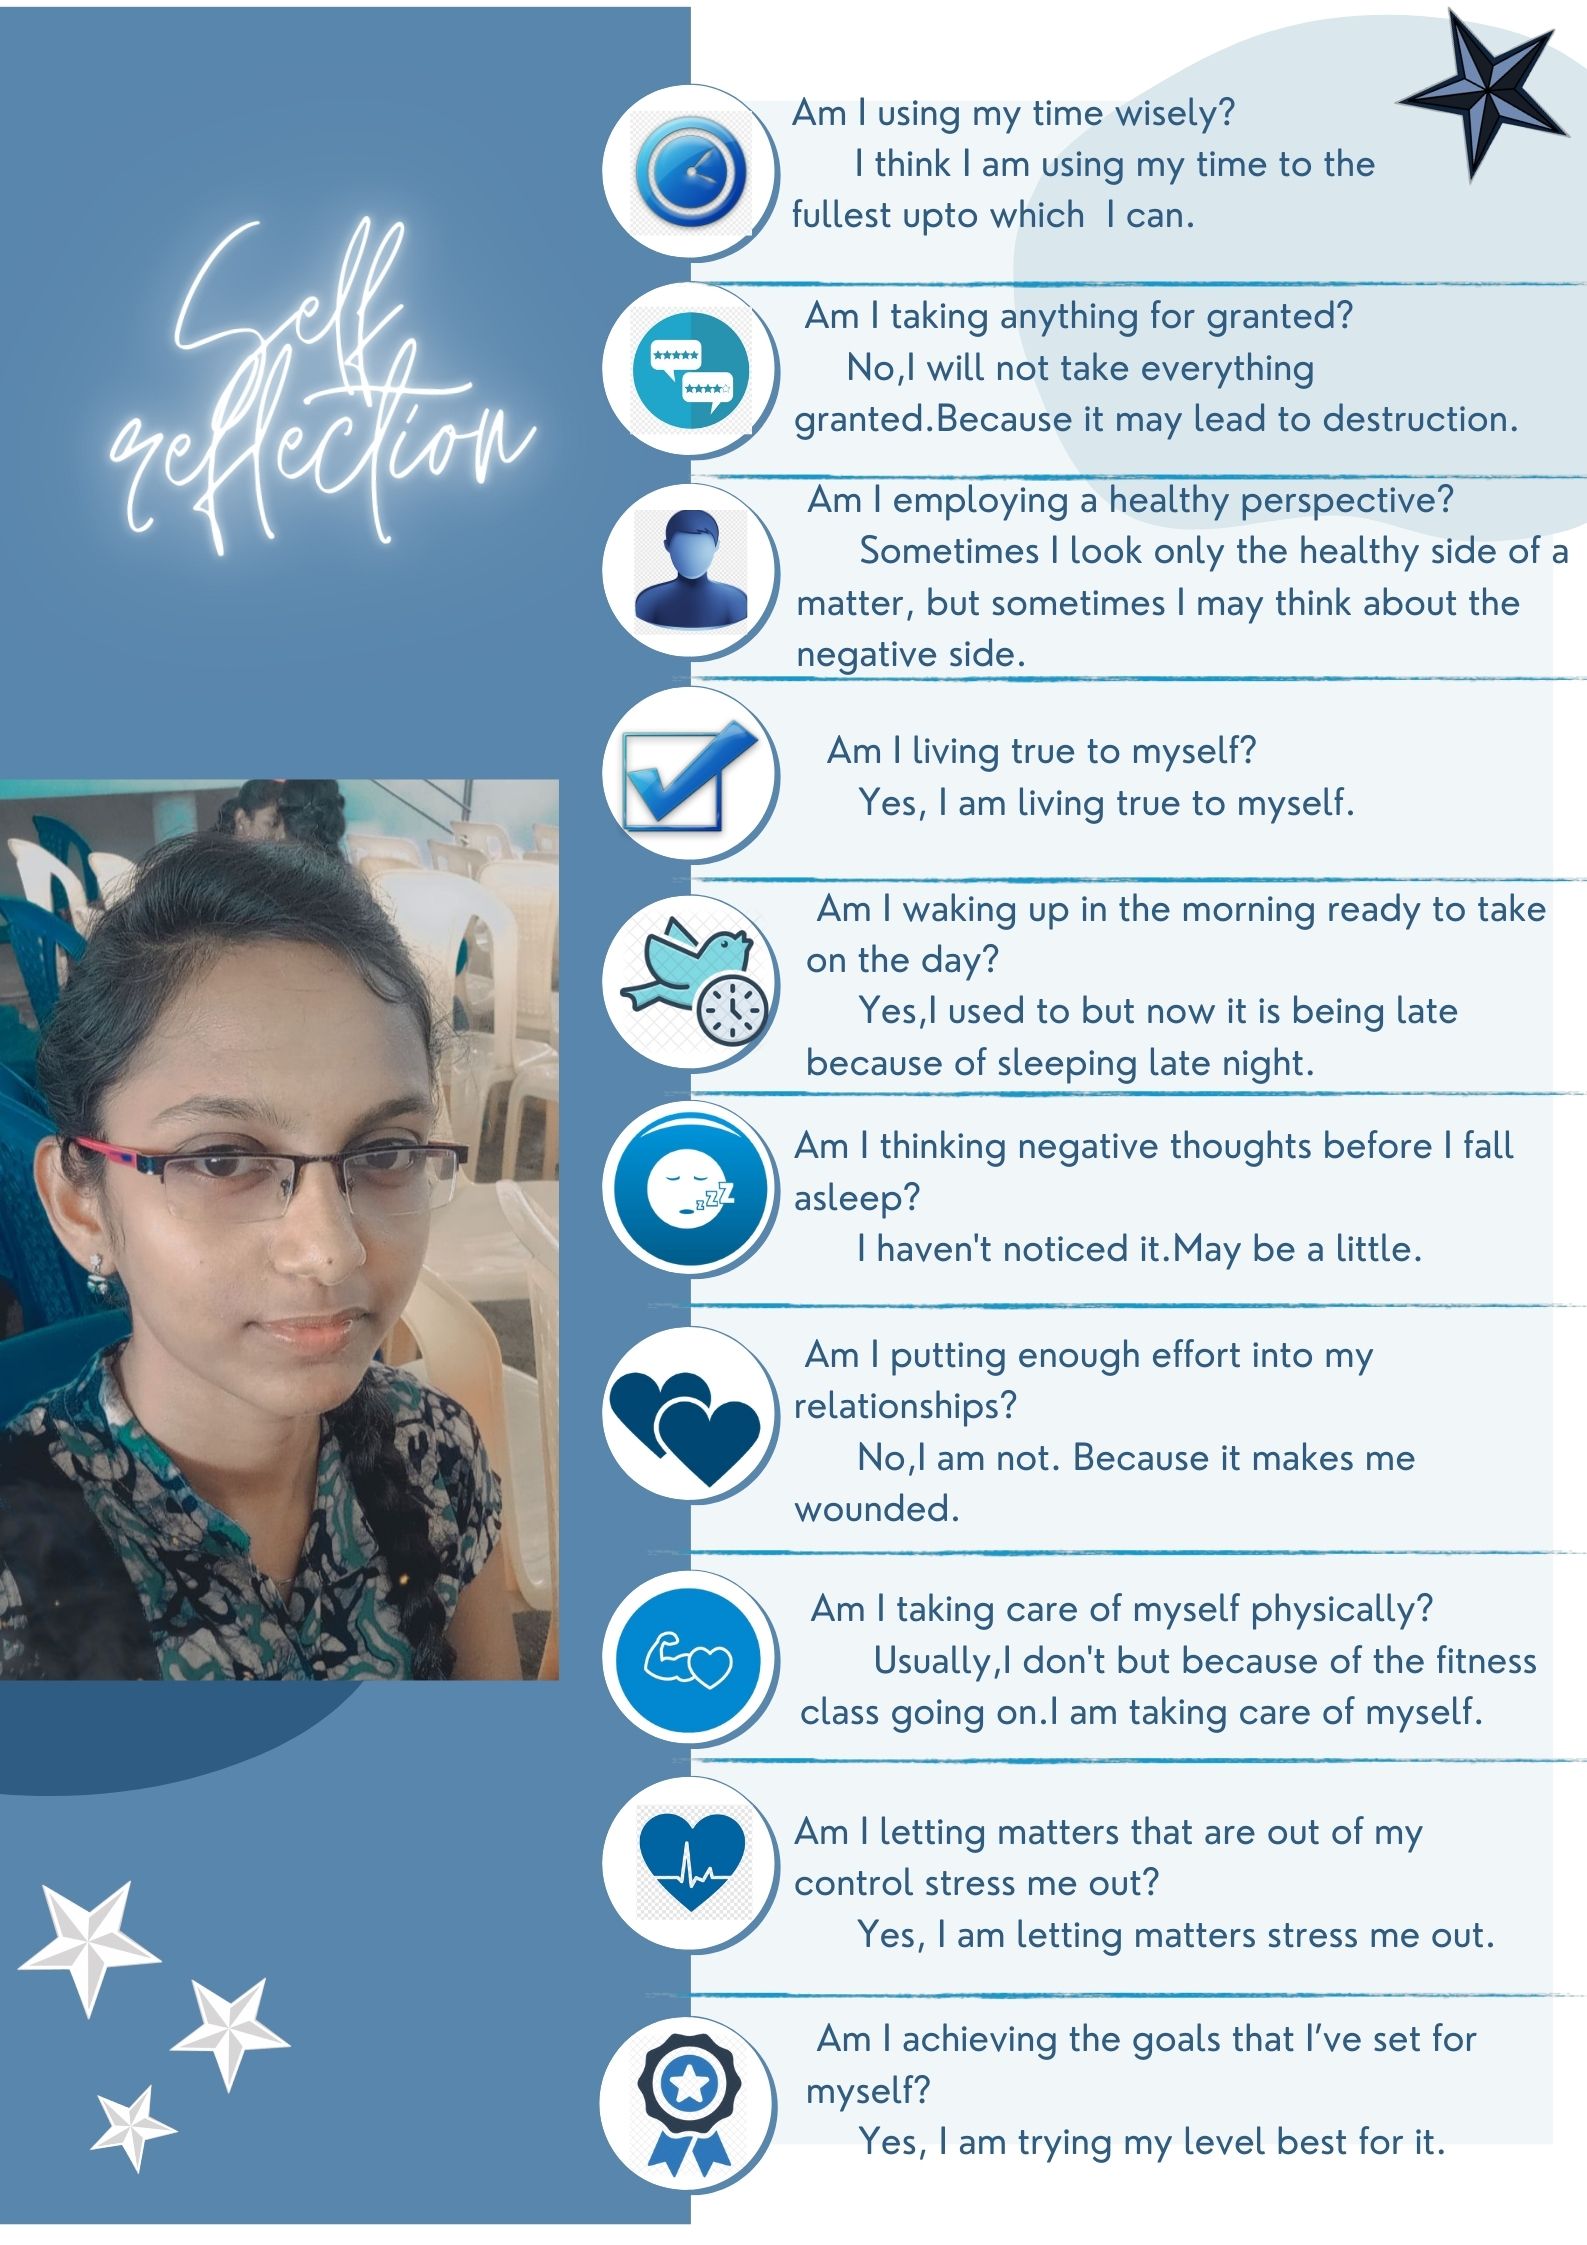 Self
reflection
Am I using my time wisely?
I think I am using my time to the
fullest upto which I can.
Am I taking anything for granted?
No,I will not take everything
granted.Because it may lead to destruction.
Am I employing a healthy perspective?
Sometimes I look only the healthy side of a
matter, but sometimes I may think about the
negative side.
Am I living true to myself?
Yes, I am living true to myself.
Am I waking up in the morning ready to take
on the day?
Yes,I used to but now it is being late
because of sleeping late night.
Am I thinking negative thoughts before I fall
asleep?
zzZ
I haven't noticed it.May be a little.
Am I putting enough effort into my
relationships?
No,I am not. Because it makes me
wounded.
Am I taking care of myself physically?
Usually,I don't but because of the fitness
class going on.I am taking care of myself.
Am I letting matters that are out of my
control stress me out?
Yes, I am letting matters stress me out.
Am I achieving the goals that I've set for
myself?
Yes, I am trying my level best for it.